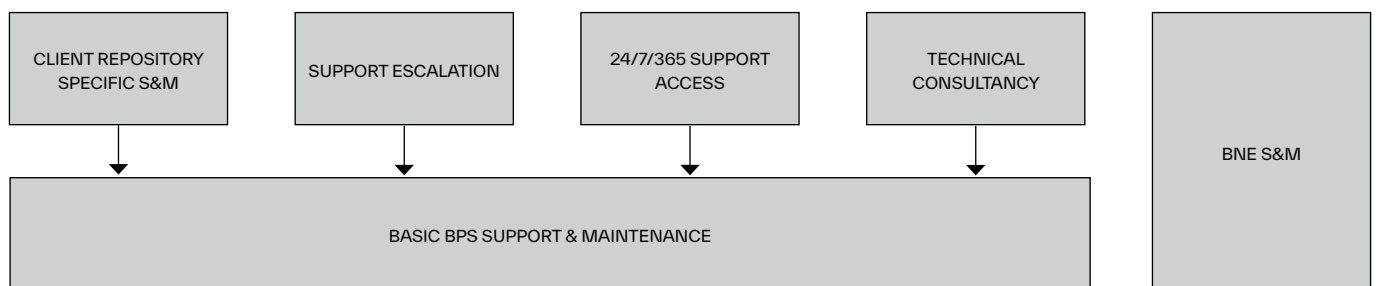 CLIENT REPOSITORY
SPECIFIC S&M
SUPPORT ESCALATION
24/7/365 SUPPORT
ACCESS
TECHNICAL
CONSULTANCY
BNE S&M
BASIC BPS SUPPORT & MAINTENANCE